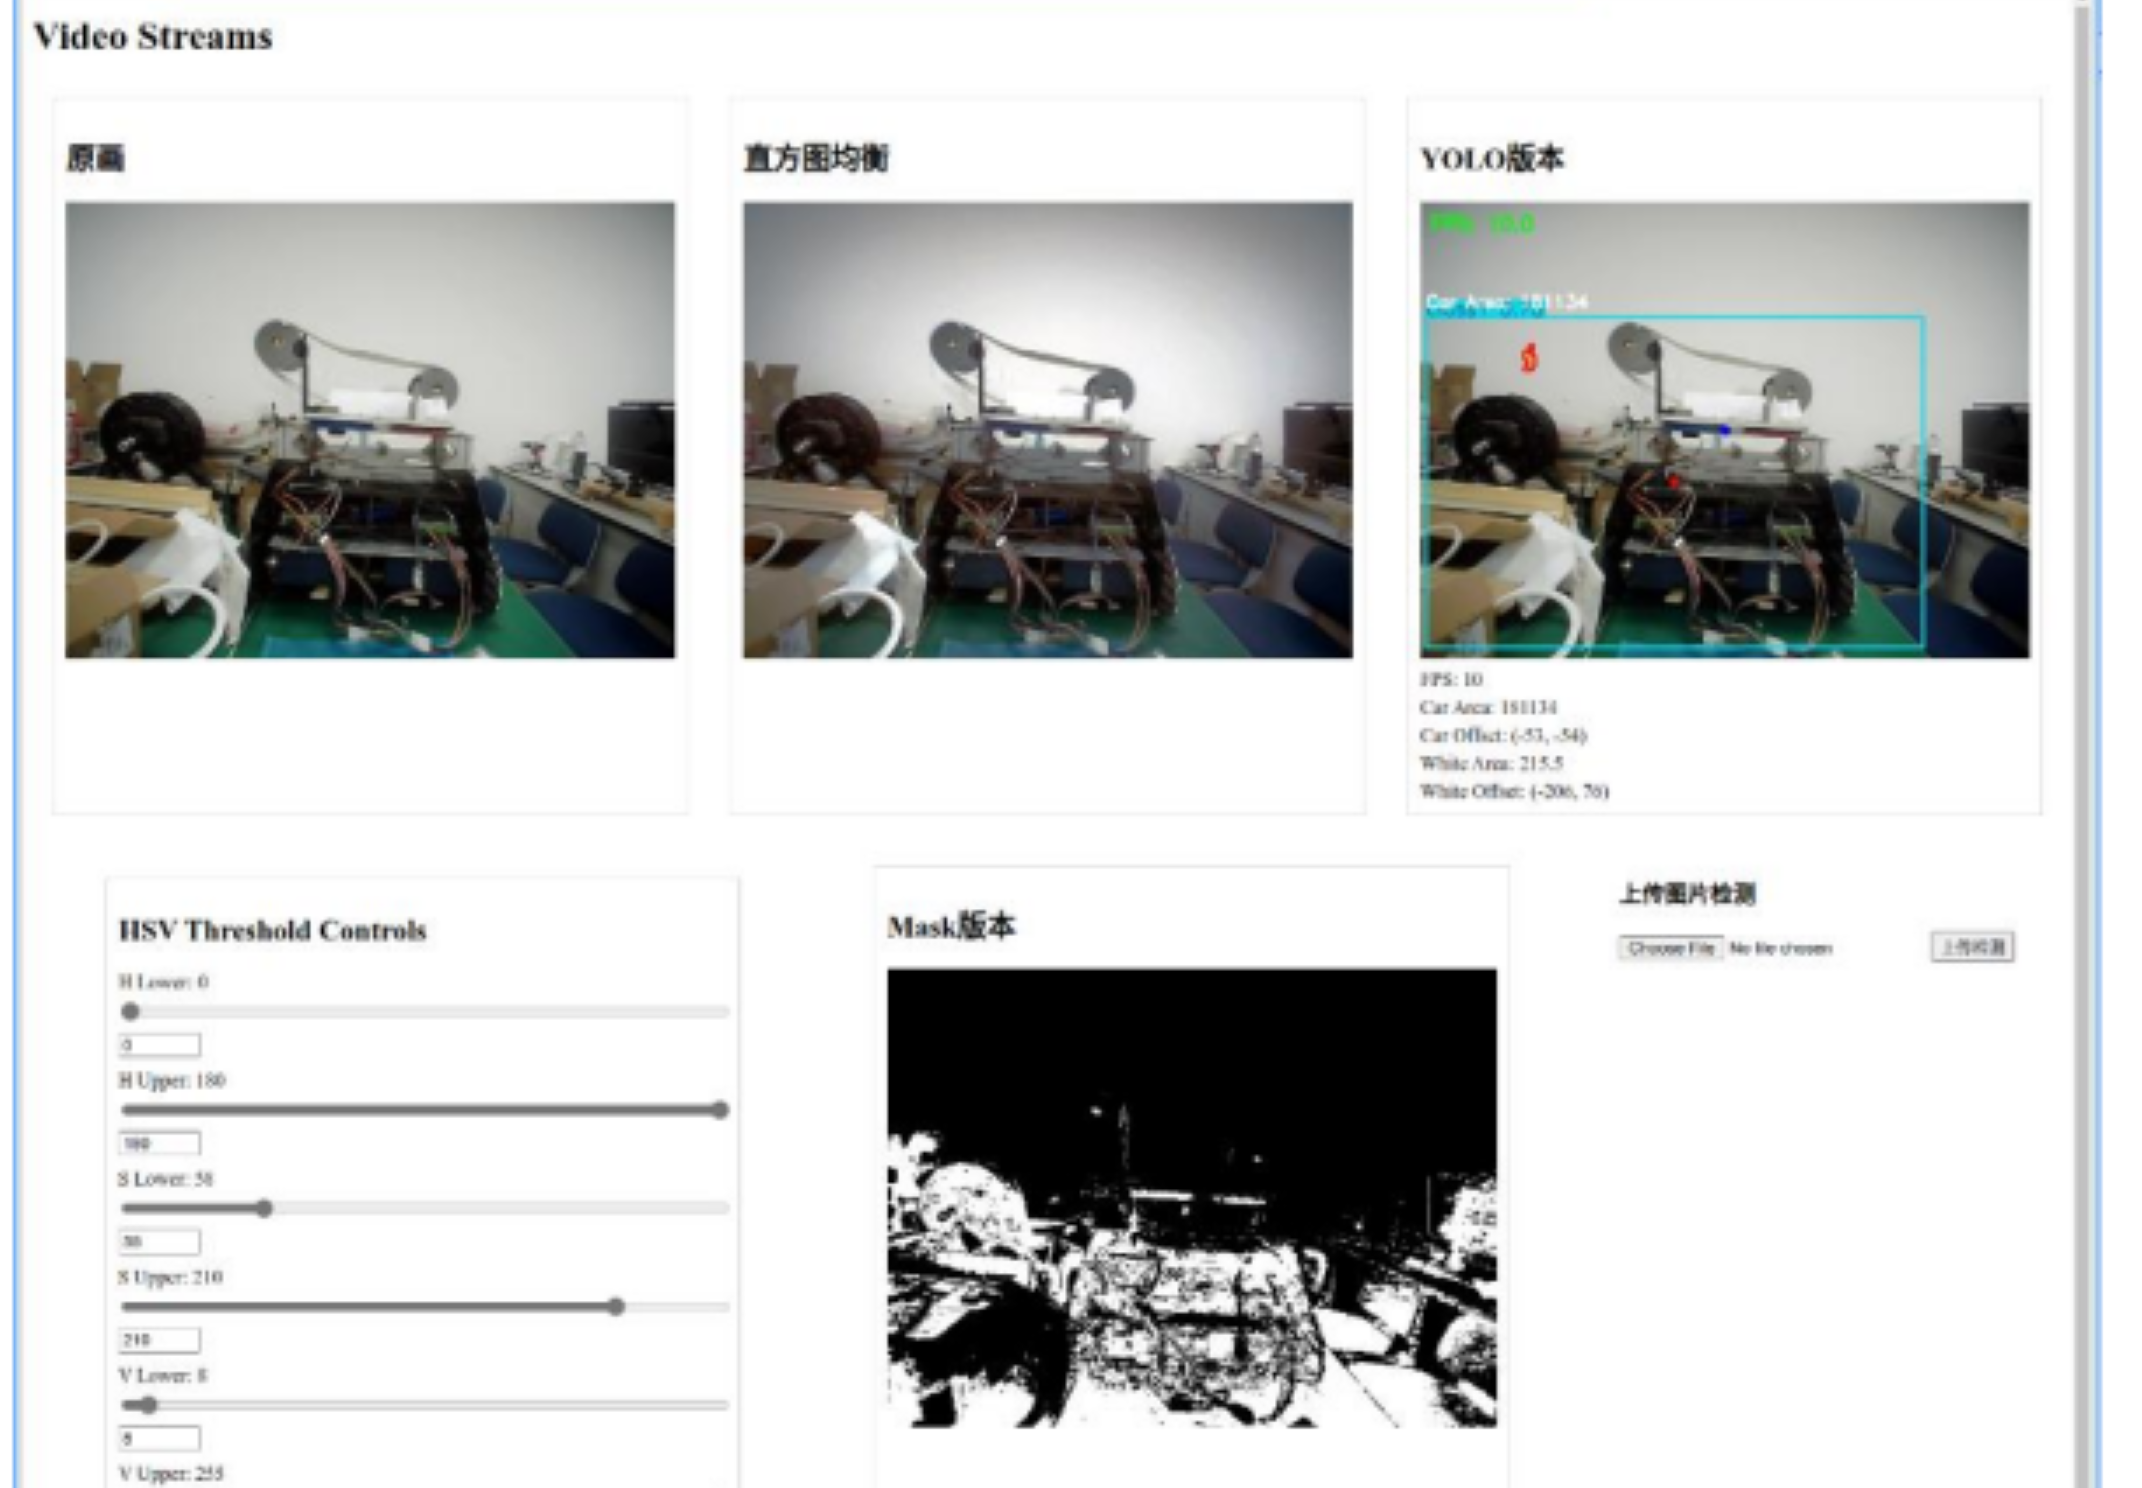 Video Streams
原画
直方图均衡
YOLO版本
FPS: 10.0
Car Area: 181134
FPS: 10
Car Area: 181134
Car Offset: (-53, -54)
White Area: 215.5
White Offset: (-206, 76)
HSV Threshold Controls
H Lower: 0
0
H Upper: 180
180
S Lower: 58
58
S Upper: 210
210
V Lower: 8
8
V Upper: 255
Mask版本
上传图片检测
Choose File No file chosen
上传检测